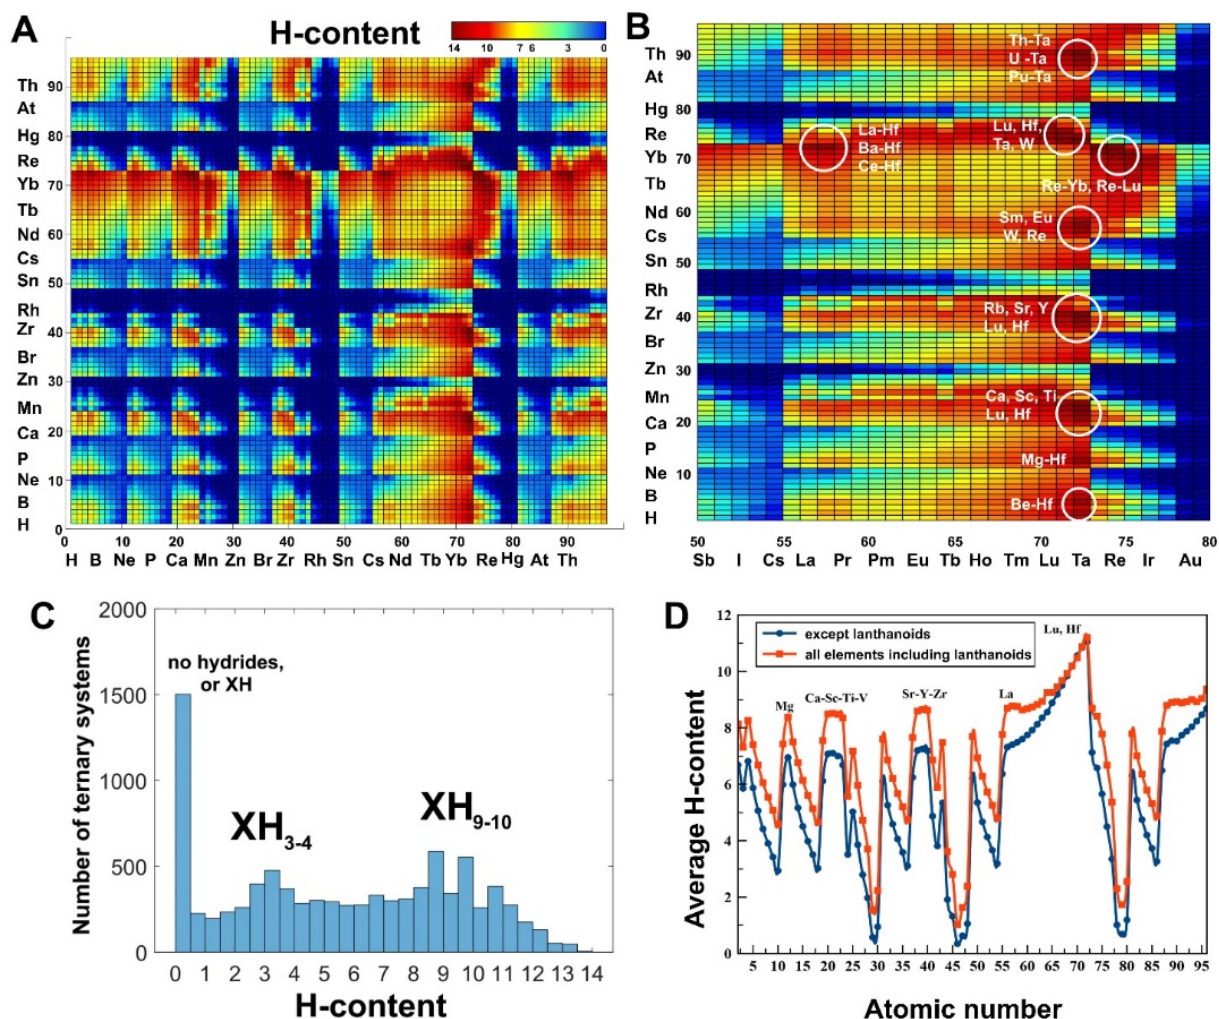 A
H-content
14 10 7 6 3 0
100
Th 90
At 80
Hg
Re 70
Yb
Tb 60
Nd
Cs 50
Sn
Rh 40
Zr
Br 30
Zn
Mn 20
Ca
P 10
Ne
B
H 0
10 20 30 40 50 60 70 80 90
H B Ne P Ca Mn Zn Br Zr Rh Sn Cs Nd Tb Yb Re Hg At Th
B
Th 90
At
Hg 80
Re
Yb 70
Tb
Nd 60
Cs
Sn 50
Rh
Zr 40
Br
Zn 30
Mn
Ca 20
P
Ne 10
B
H
50 55 60 65 70 75 80
Sb I Cs La Pr Pm Eu Tb Ho Tm Lu Ta Re Ir Au
Th-Ta
U -Ta
Pu-Ta
La-Hf
Ba-Hf
Ce-Hf
Lu, Hf,
Ta, W
Re-Yb, Re-Lu
Sm, Eu
W, Re
Rb, Sr, Y
Lu, Hf
Ca, Sc, Ti,
Lu, Hf
Mg-Hf
Be-Hf
C
Number of ternary systems
2000
1500
1000
500
0
no hydrides,
or XH
XH3-4
XH9-10
0 1 2 3 4 5 6 7 8 9 10 11 12 13 14
H-content
D
Average H-content
12
10
8
6
4
2
0
except lanthanoids
all elements including lanthanoids
Lu, Hf
Mg
Ca-Sc-Ti-V
Sr-Y-Zr
La
5 10 15 20 25 30 35 40 45 50 55 60 65 70 75 80 85 90 95
Atomic number